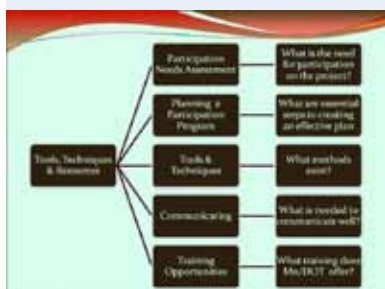 Tools, Techniques
& Resources
Participation
Needs Assessment
What is the need
for participation
on the project?
Planning a
Participation
Program
What are essential
steps to creating
an effective plan
Tools &
Techniques
What methods
exist?
Communicating
What is needed to
communicate well?
Training
Opportunities
What training does
Mn/DOT offer?